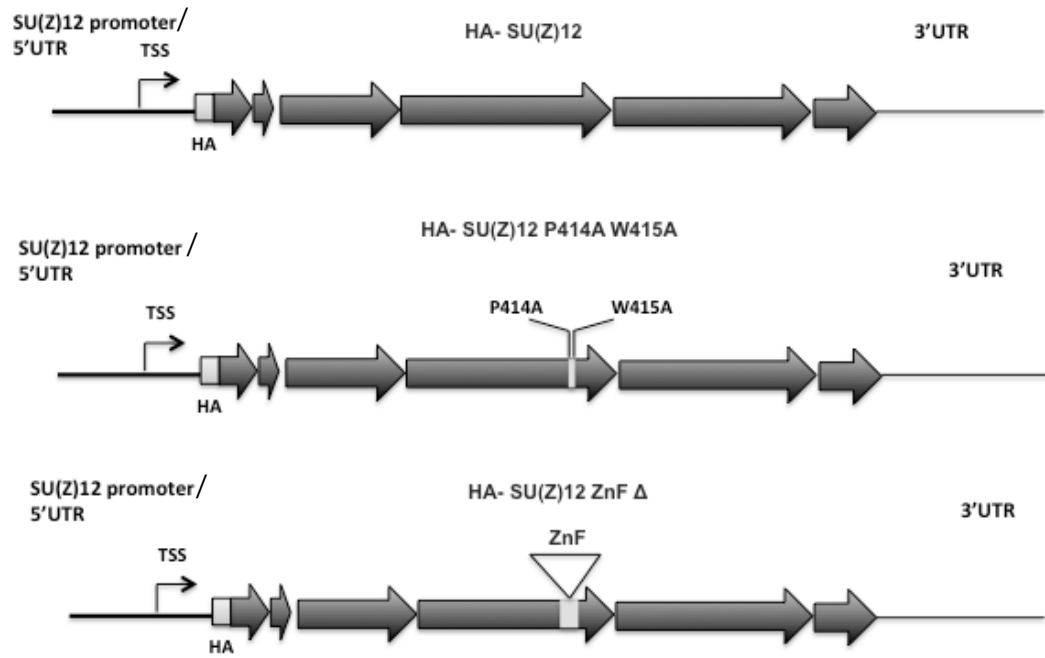 SU(Z)12 promoter/
5'UTR
TSS
HA- SU(Z)12
3'UTR
HA
SU(Z)12 promoter/
5'UTR
TSS
HA- SU(Z)12 P414A W415A
3'UTR
P414A
W415A
HA
SU(Z)12 promoter/
5'UTR
TSS
HA- SU(Z)12 ZnF Δ
3'UTR
ZnF
HA